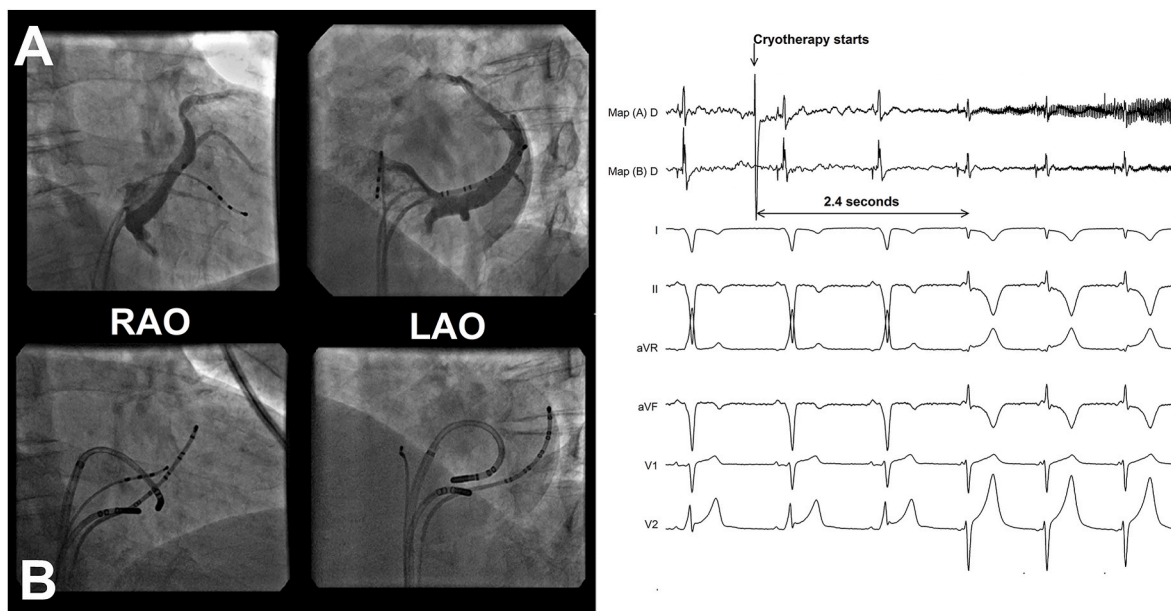 A
RAO
LAO
B
Cryotherapy starts
Map (A) D
Map (B) D
2.4 seconds
I
II
aVR
aVF
V1
V2